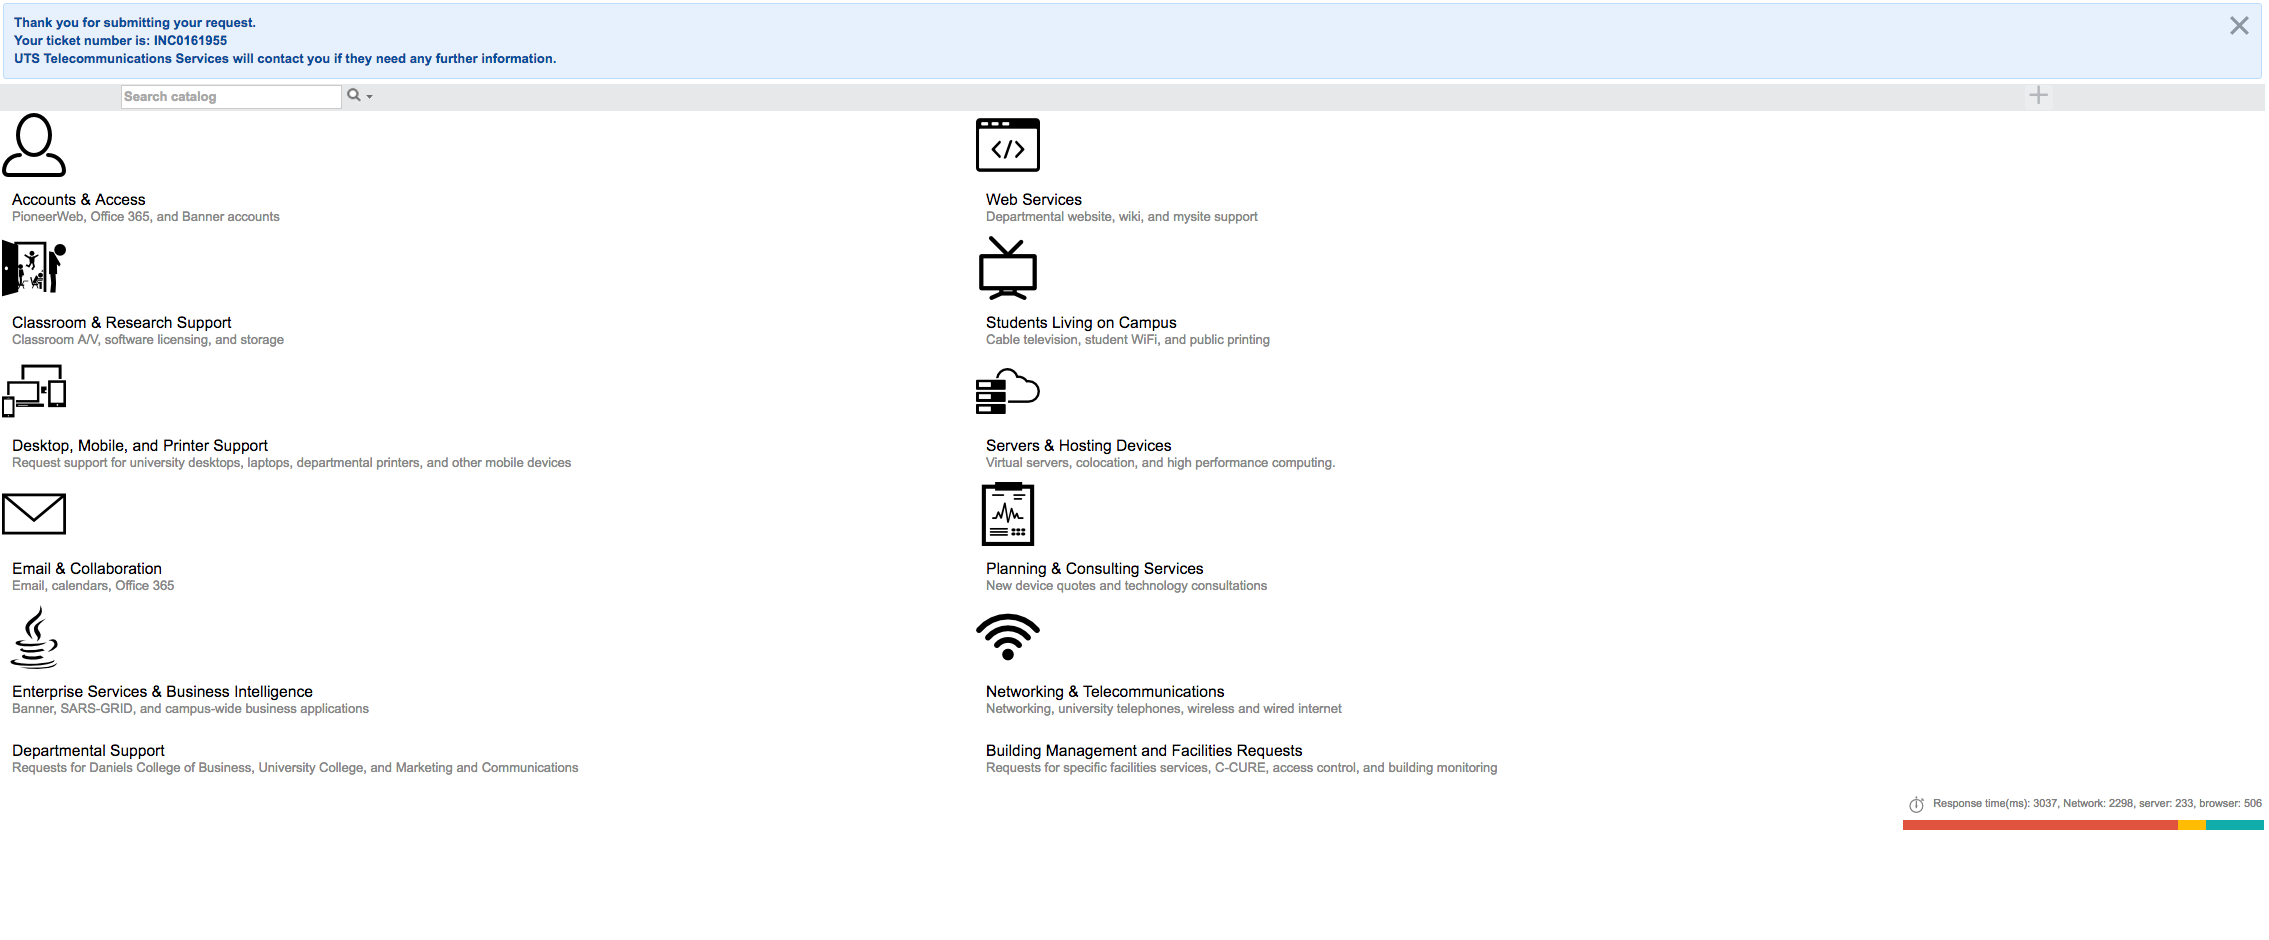 Thank you for submitting your request.
Your ticket number is: INC0161955
UTS Telecommunications Services will contact you if they need any further information.
Search catalog
Accounts & Access
PioneerWeb, Office 365, and Banner accounts
Web Services
Departmental website, wiki, and mysite support
Classroom & Research Support
Classroom A/V, software licensing, and storage
Students Living on Campus
Cable television, student WiFi, and public printing
Desktop, Mobile, and Printer Support
Request support for university desktops, laptops, departmental printers, and other mobile devices
Servers & Hosting Devices
Virtual servers, colocation, and high performance computing.
Email & Collaboration
Email, calendars, Office 365
Planning & Consulting Services
New device quotes and technology consultations
Enterprise Services & Business Intelligence
Banner, SARS-GRID, and campus-wide business applications
Networking & Telecommunications
Networking, university telephones, wireless and wired internet
Departmental Support
Requests for Daniels College of Business, University College, and Marketing and Communications
Building Management and Facilities Requests
Requests for specific facilities services, C-CURE, access control, and building monitoring
Response time(ms): 3037, Network: 2298, server: 233, browser: 506